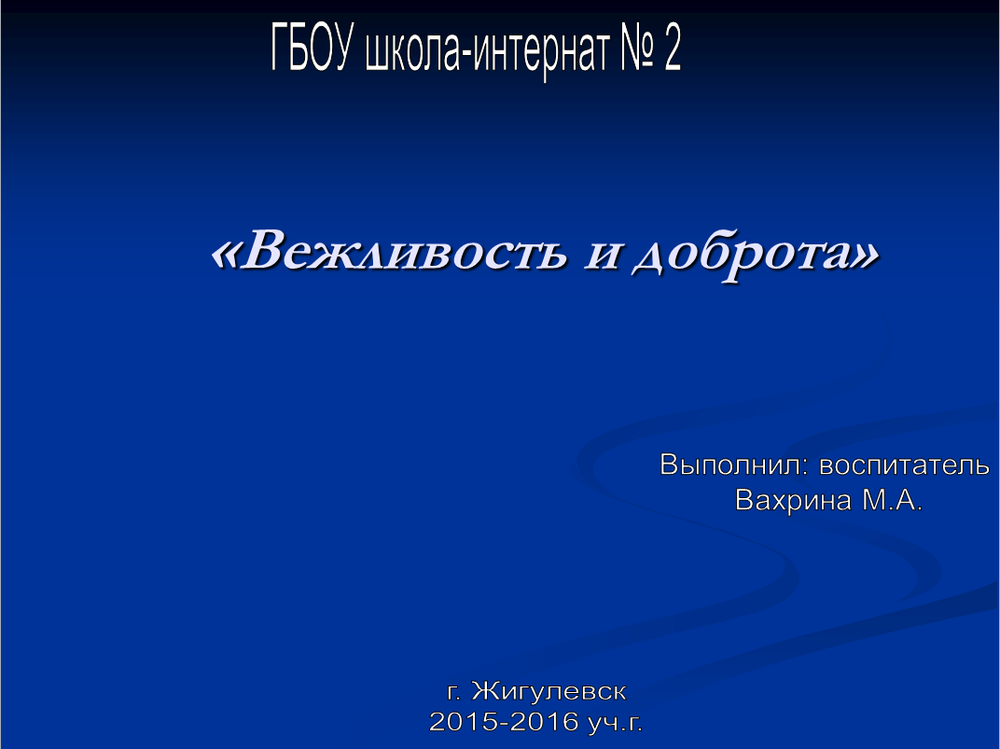 ГБОУ школа-интернат № 2
«Вежливость и доброта»
Выполнил: воспитатель
Вахрина М.А.
г. Жигулевск
2015-2016 уч.г.